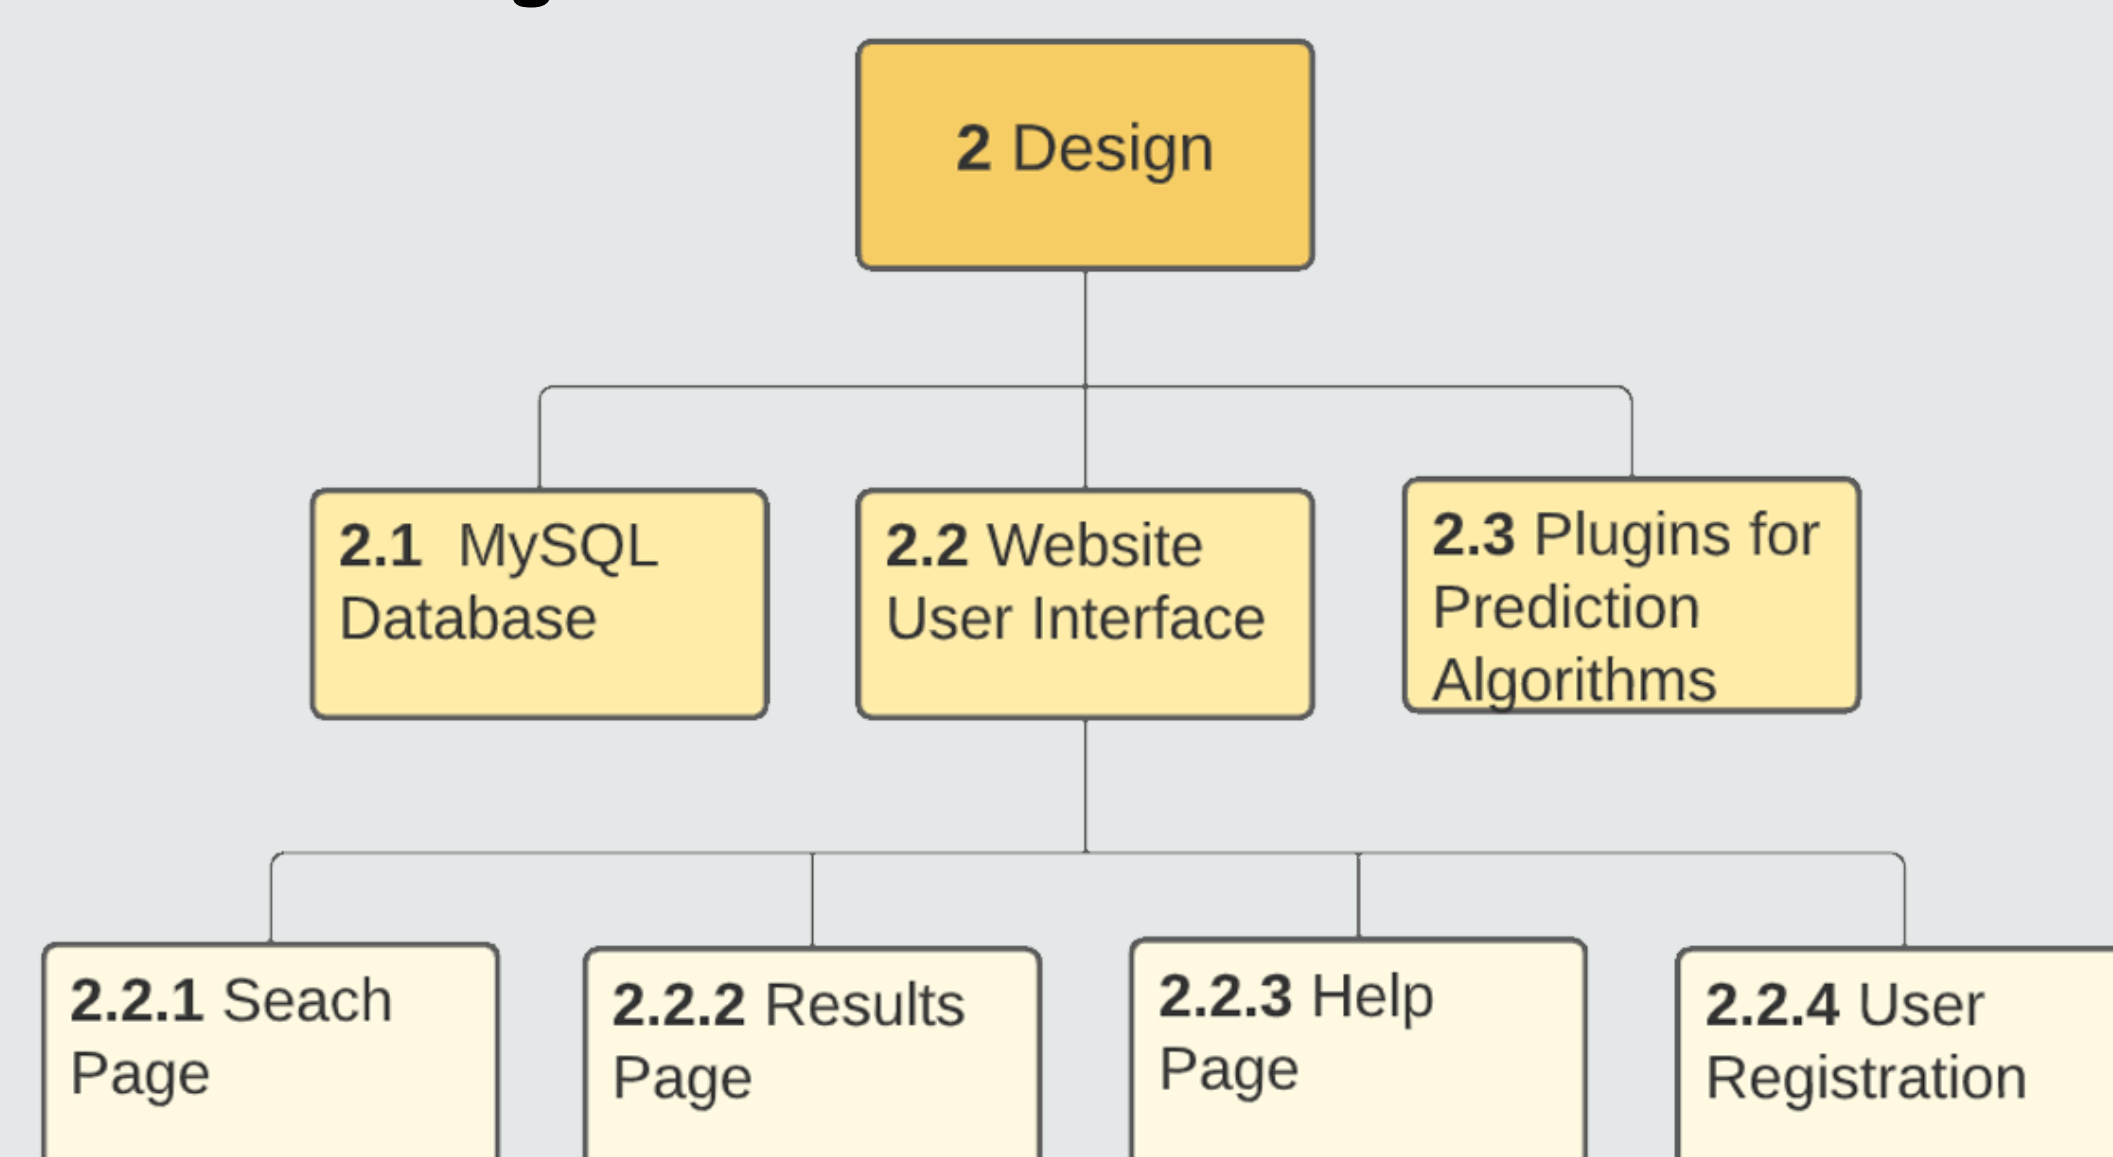 2 Design
2.1 MySQL
Database
2.2 Website
User Interface
2.3 Plugins for
Prediction
Algorithms
2.2.1 Seach
Page
2.2.2 Results
Page
2.2.3 Help
Page
2.2.4 User
Registration